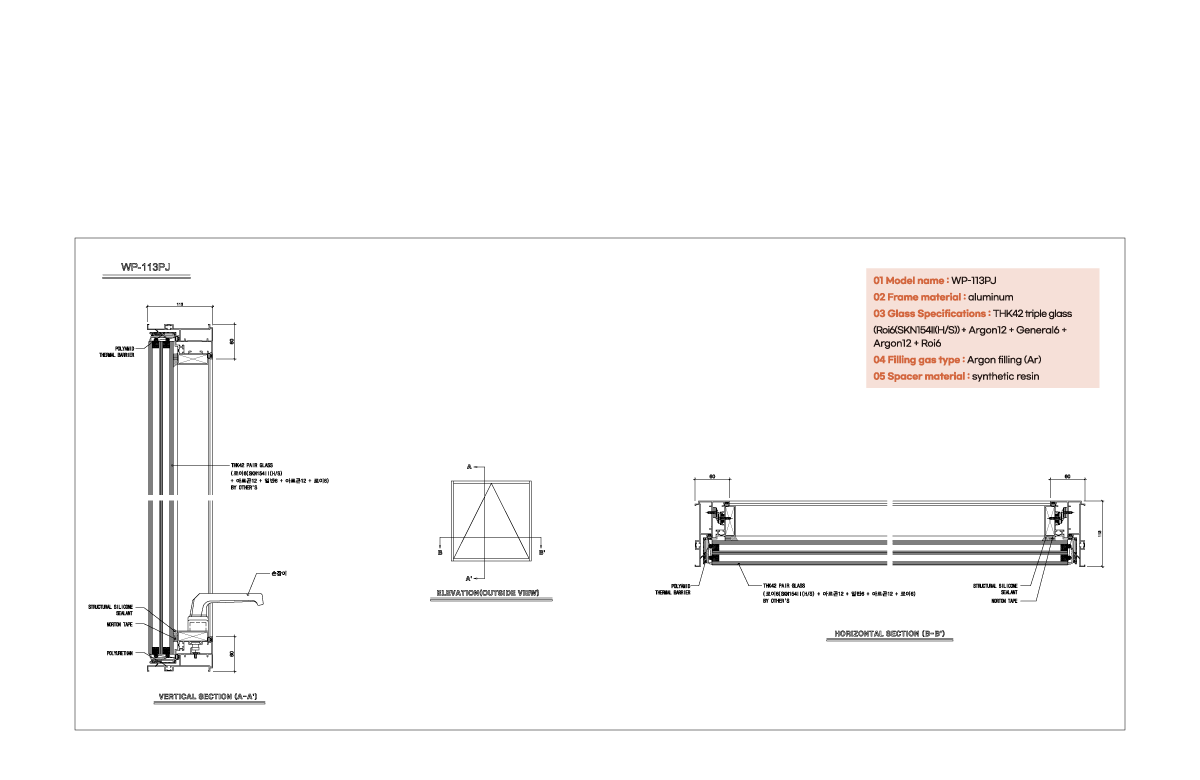 WP-113PJ
01 Model name : WP-113PJ
02 Frame material : aluminum
03 Glass Specifications : THK42 triple glass
(Roi6(SKN154II(H/S)) + Argon12 + General6 +
Argon12 + Roi6
04 Filling gas type : Argon filling (Ar)
05 Spacer material : synthetic resin
60
POLYAMID
THERMAL BARRIER
THK42 PAIR GLASS
(로이6(SKN154II(H/S)
+ 아르곤12 + 일반6 + 아르곤12 + 로이6)
BY OTHER'S
손잡이
STRUCTURAL SILICONE
SEALANT
NORTON TAPE
POLYURETHAN
60
VERTICAL SECTION (A-A')
A
B
B'
A'
ELEVATION(OUTSIDE VIEW)
60
60
POLYAMID
THERMAL BARRIER
THK42 PAIR GLASS
(로이6(SKN154II(H/S) + 아르곤12 + 일반6 + 아르곤12 + 로이6)
BY OTHER'S
STRUCTURAL SILICONE
SEALANT
NORTON TAPE
HORIZONTAL SECTION (B-B')